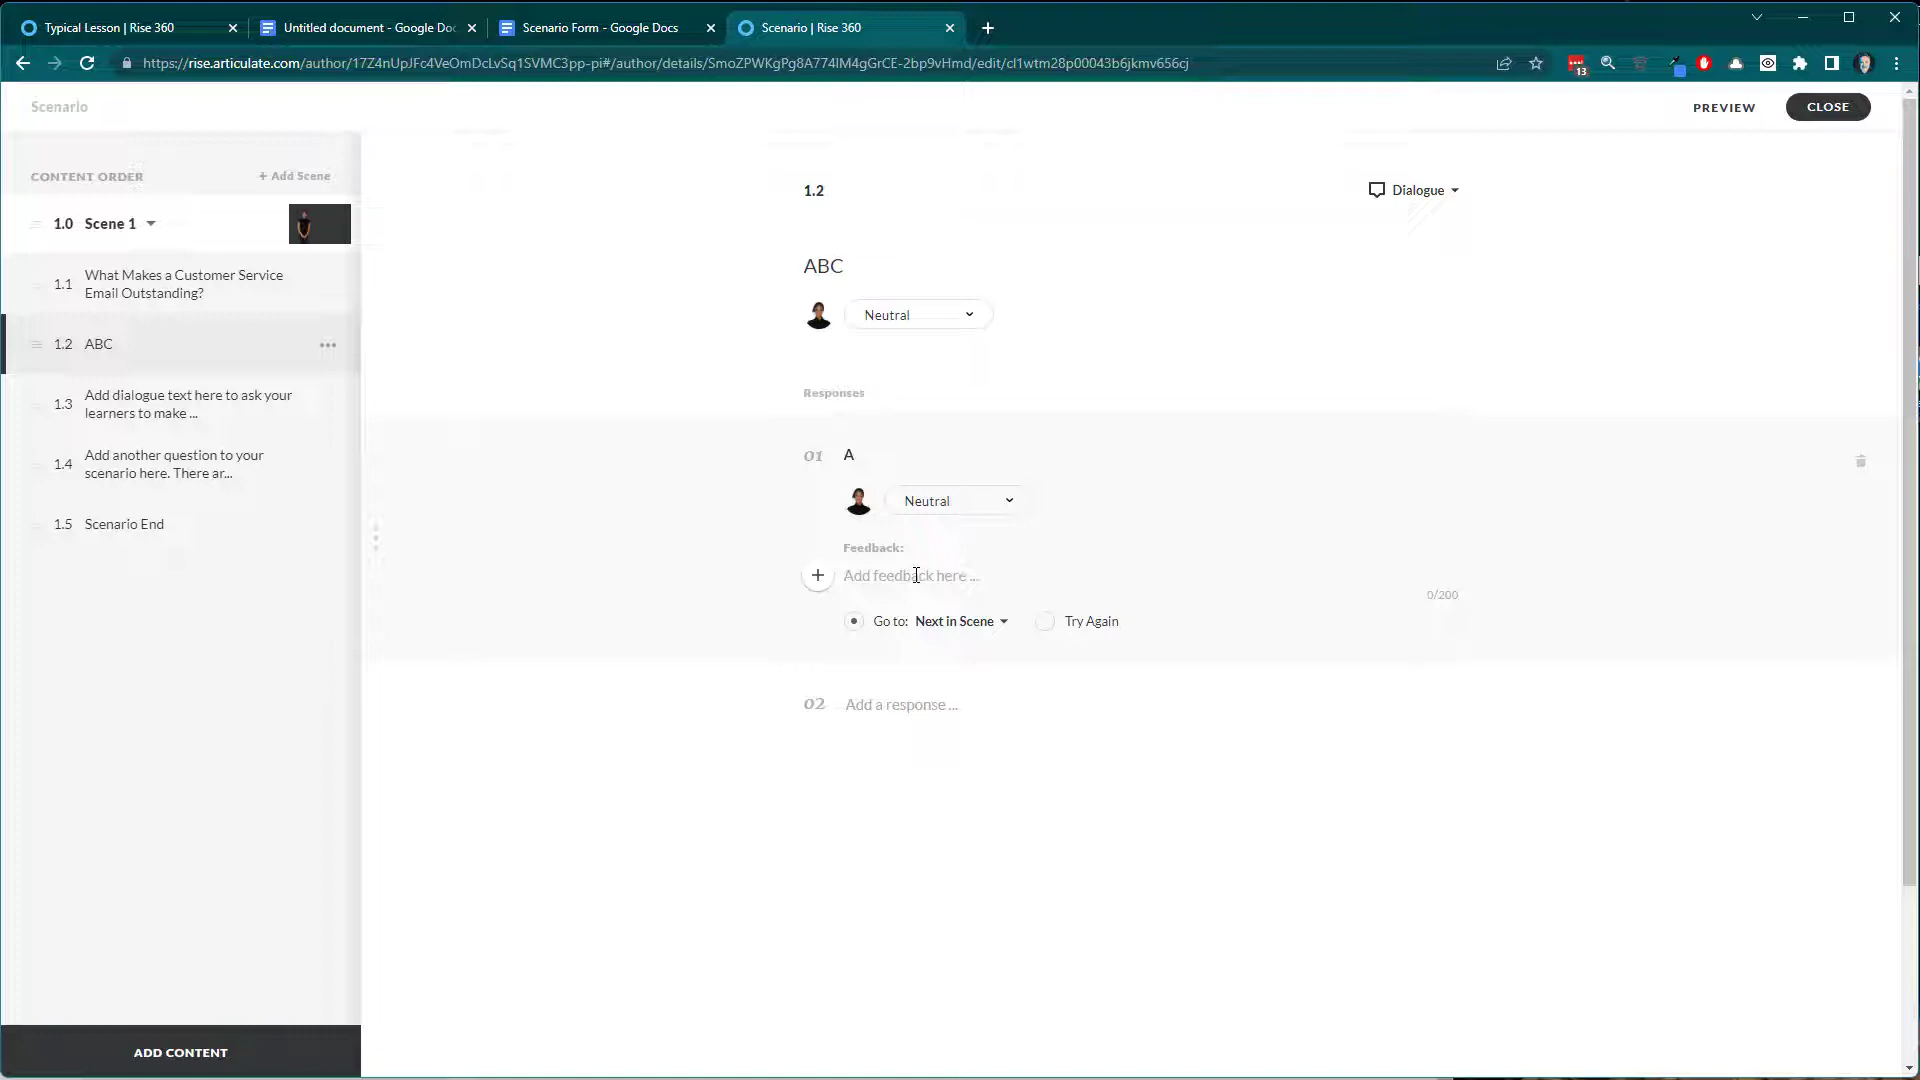 Typical Lesson | Rise 360
Untitled document - Google Doc
Scenario Form - Google Docs
Scenario | Rise 360
https://rise.articulate.com/author/17Z4nUpJFc4VeOmDcLvSq1SVMC3pp-pi#/author/details/SmoZPWKgPg8A774lM4gGrCE-2bp9vHmd/edit/cl1wtm28p00043b6jkmv656cj
13
Scenario
PREVIEW
CLOSE
CONTENT ORDER
+ Add Scene
1.0 Scene 1
1.1 What Makes a Customer Service
Email Outstanding?
1.2 ABC
1.3 Add dialogue text here to ask your
learners to make ...
1.4 Add another question to your
scenario here. There ar...
1.5 Scenario End
ADD CONTENT
1.2
Dialogue
ABC
Neutral
Responses
01 A
Neutral
Feedback:
Add feedback here ...
0/200
Go to: Next in Scene
Try Again
02 Add a response ...